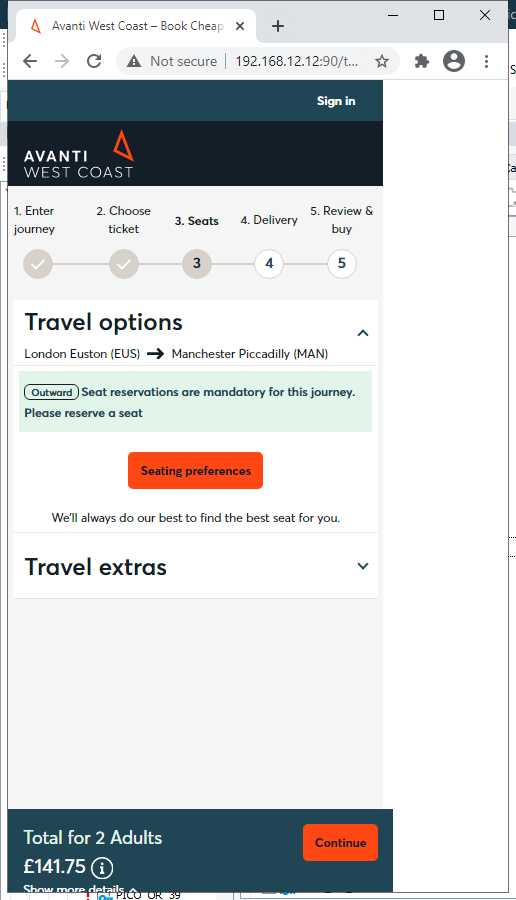 Avanti West Coast – Book Cheap
Not secure | 192.168.12.12:90/t...
Sign in
AVANTI
WEST COAST
1. Enter journey
2. Choose ticket
3. Seats
4. Delivery
5. Review & buy
3
4
5
Travel options
London Euston (EUS) → Manchester Piccadilly (MAN)
Outward Seat reservations are mandatory for this journey.
Please reserve a seat
Seating preferences
We'll always do our best to find the best seat for you.
Travel extras
Total for 2 Adults
£141.75
Continue
Show more details
PICO_OR_39